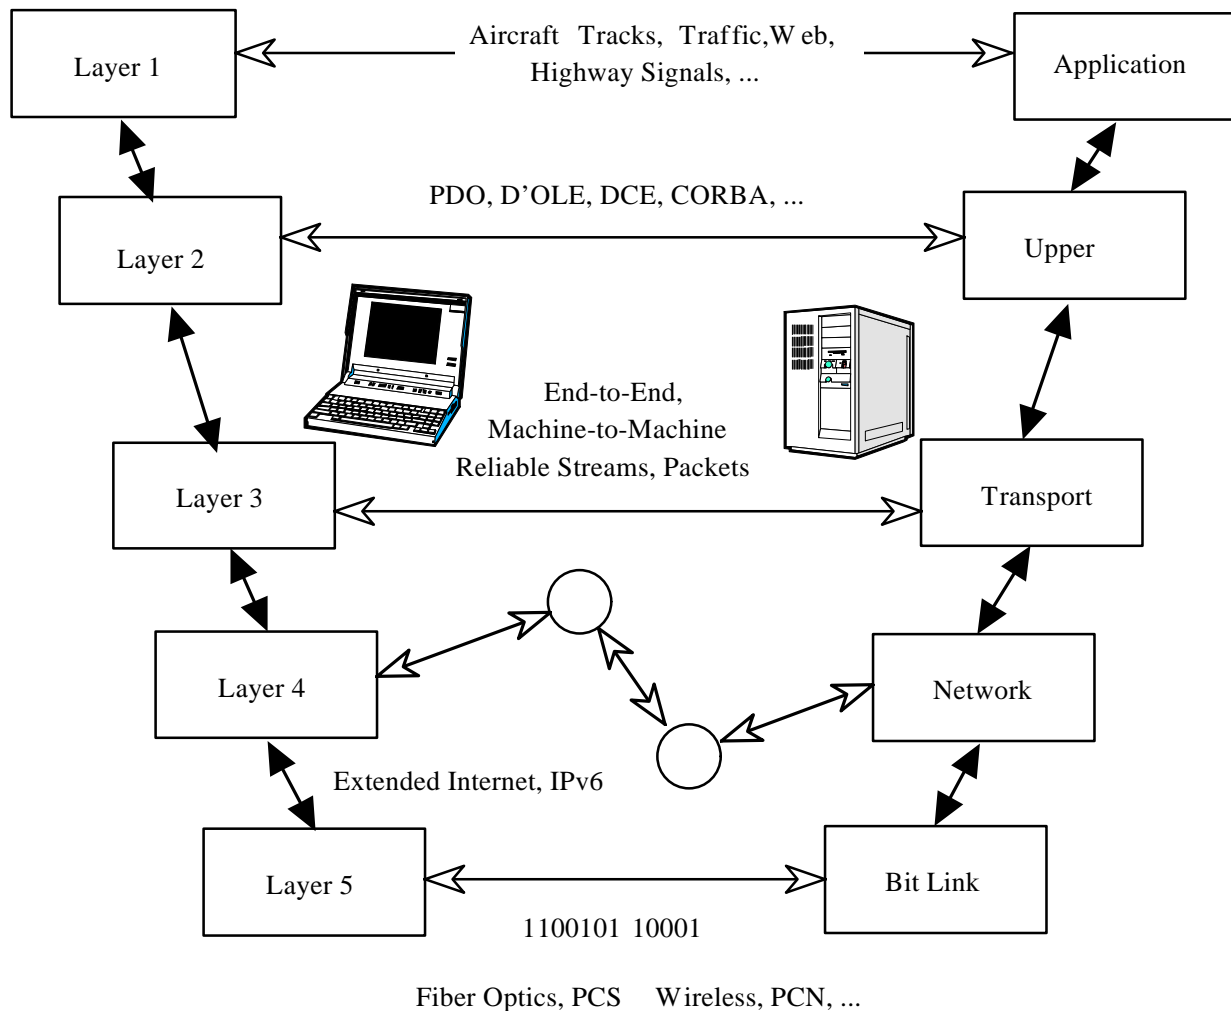 Aircraft Tracks, Traffic,Web,
Layer 1
Highway Signals, ...
Application
PDO, D’OLE, DCE, CORBA, ...
Layer 2
Upper
End-to-End,
Machine-to-Machine
Reliable Streams, Packets
Layer 3
Transport
Layer 4
Network
Extended Internet, IPv6
Layer 5
Bit Link
1100101 10001
Fiber Optics, PCS Wireless, PCN, ...